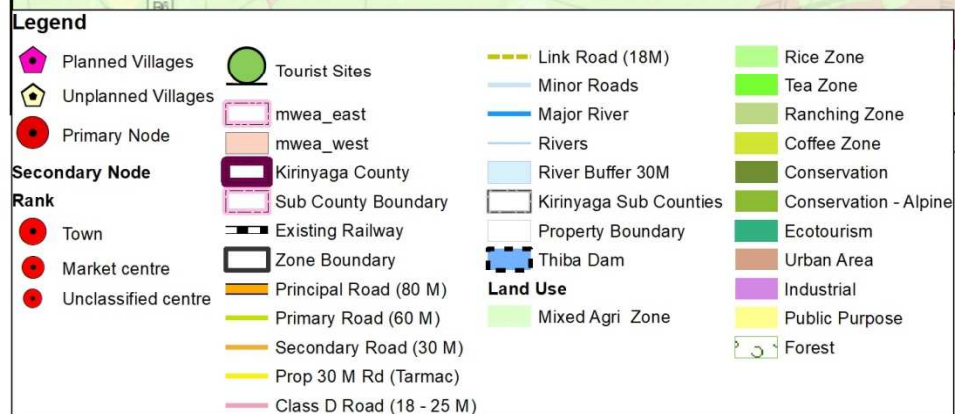 Legend
Planned Villages
Unplanned Villages
Primary Node
Secondary Node
Rank
Town
Market centre
Unclassified centre
Tourist Sites
mwea_east
mwea_west
Kirinyaga County
Sub County Boundary
Existing Railway
Zone Boundary
Principal Road (80 M)
Primary Road (60 M)
Secondary Road (30 M)
Prop 30 M Rd (Tarmac)
Class D Road (18 - 25 M)
Link Road (18M)
Minor Roads
Major River
Rivers
River Buffer 30M
Kirinyaga Sub Counties
Property Boundary
Thiba Dam
Land Use
Mixed Agri Zone
Rice Zone
Tea Zone
Ranching Zone
Coffee Zone
Conservation
Conservation - Alpine
Ecotourism
Urban Area
Industrial
Public Purpose
Forest